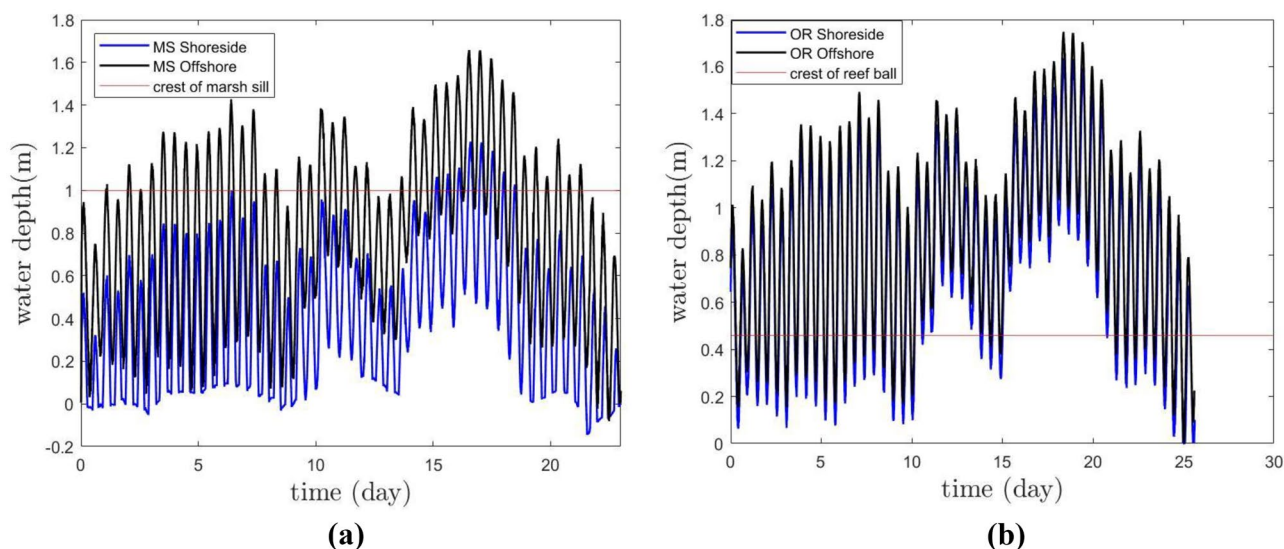 1.8
1.6
1.4
1.2
1
0.8
0.6
0.4
0.2
0
-0.2
water depth(m)
MS Shoreside
MS Offshore
crest of marsh sill
0 5 10 15 20
time (day)
(a)
1.8
1.6
1.4
1.2
1
0.8
0.6
0.4
0.2
0
water depth(m)
OR Shoreside
OR Offshore
crest of reef ball
0 5 10 15 20 25 30
time (day)
(b)